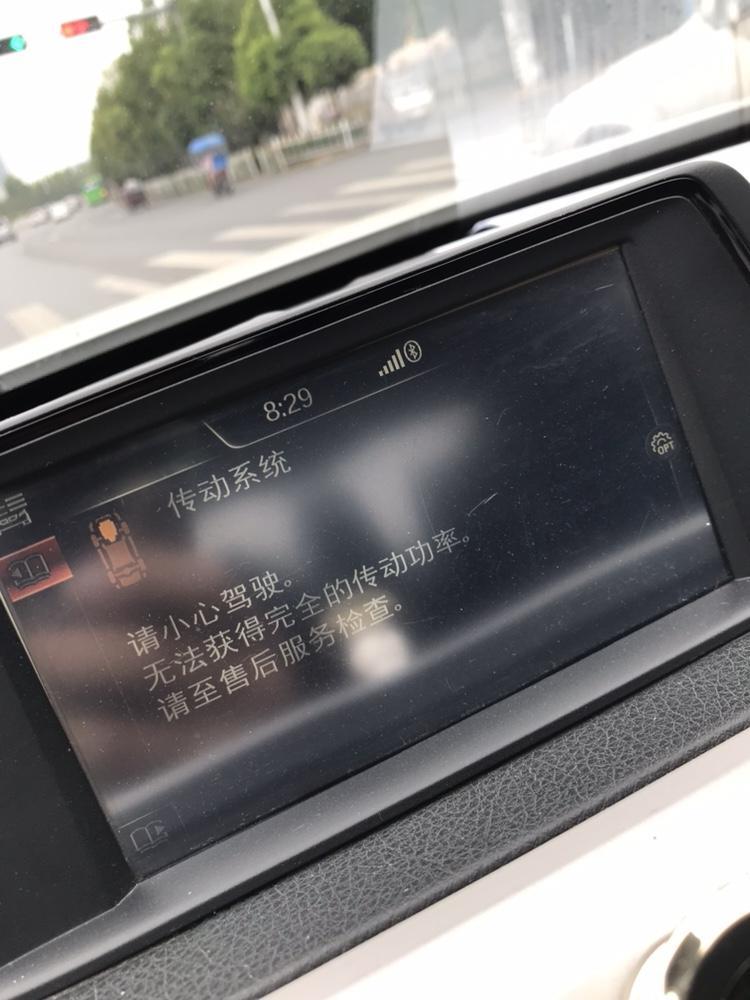 8:29
传动系统
OPT
请小心驾驶。
无法获得完全的传动功率。
请至售后服务检查。